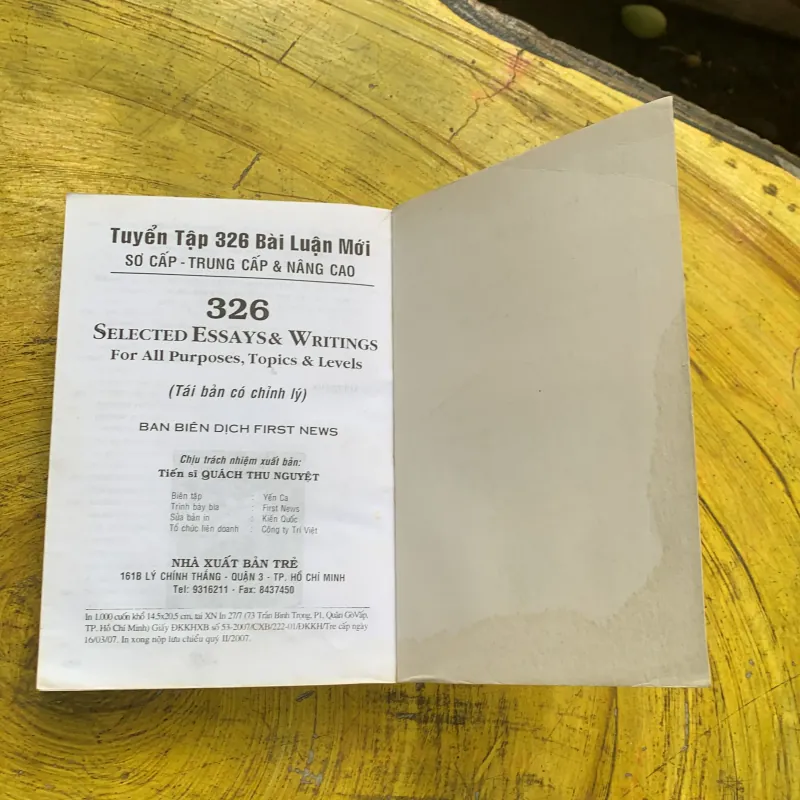 Tuyển Tập 326 Bài Luận Mới
SƠ CẤP - TRUNG CẤP & NÂNG CAO
326
SELECTED ESSAYS & WRITINGS
For All Purposes, Topics & Levels
(Tái bản có chỉnh lý)
BAN BIÊN DỊCH FIRST NEWS
Chịu trách nhiệm xuất bản:
Tiến sĩ QUÁCH THU NGUYỆT
Biên tập : Yến Ca
Trình bày bìa : First News
Sửa bản in : Kiến Quốc
Tổ chức liên doanh : Công ty Trí Việt
NHÀ XUẤT BẢN TRẺ
161B LÝ CHÍNH THẮNG - QUẬN 3 - TP. HỒ CHÍ MINH
Tel: 9316211 - Fax: 8437450
In 1.000 cuốn khổ 14.5x20.5 cm, tại XN In 27/7 (73 Trần Bình Trọng, P1, Quận Gò Vấp,
TP. Hồ Chí Minh) Giấy ĐKKHXB số 53-2007/CXB/222-01/ĐKKH/Tre cấp ngày
16/03/07. In xong nộp lưu chiểu quý II/2007.